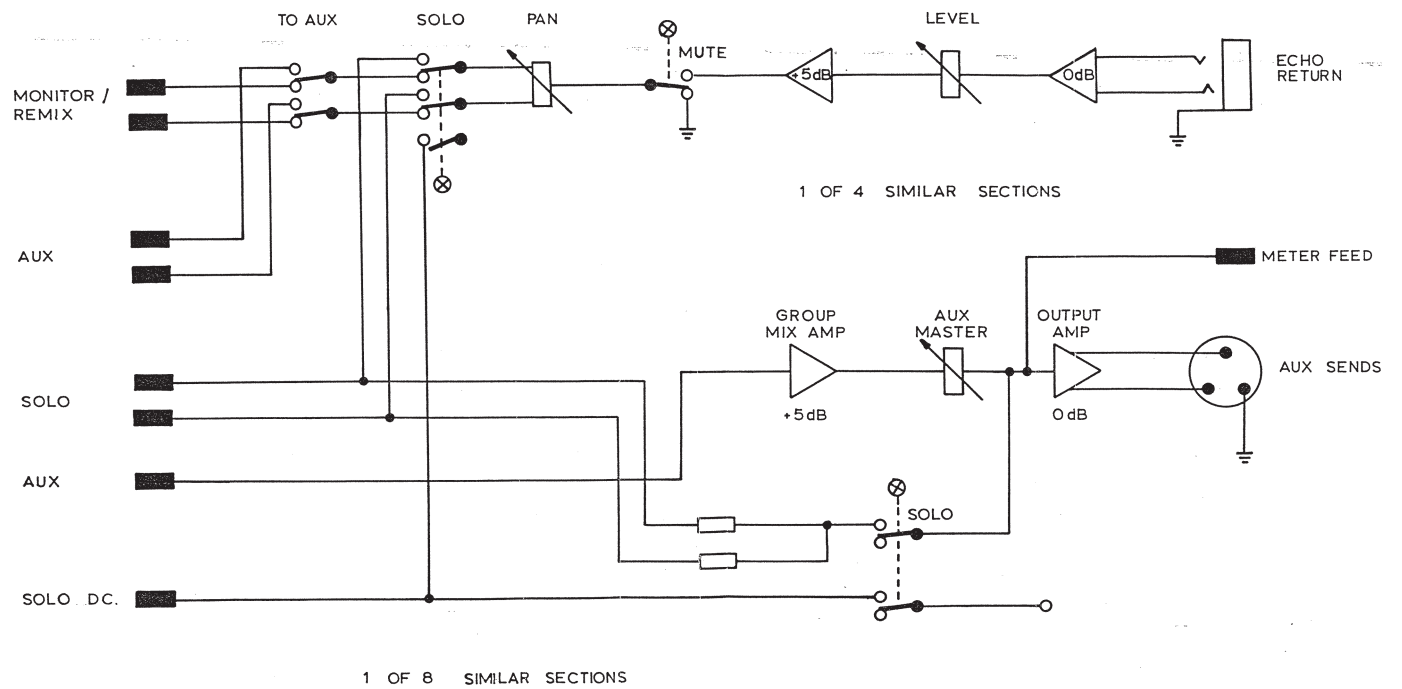 TO AUX
SOLO
PAN
LEVEL
MUTE
+5dB
0dB
ECHO
RETURN
MONITOR /
REMIX
1 OF 4 SIMILAR SECTIONS
AUX
METER FEED
GROUP
MIX AMP
AUX
MASTER
OUTPUT
AMP
AUX SENDS
SOLO
+5dB
0dB
AUX
SOLO
SOLO DC.
1 OF 8 SIMILAR SECTIONS